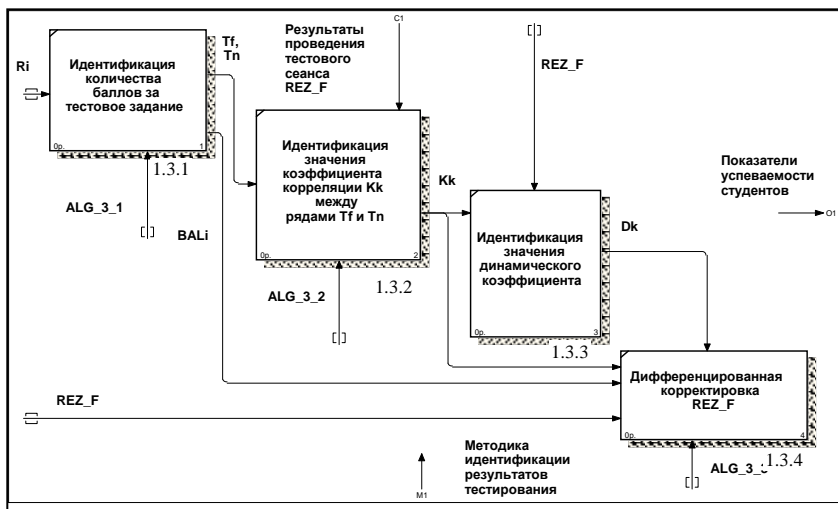 Ri
Идентификация
количества
баллов за
тестовое задание
0р.
1
1.3.1
Tf,
Tn
ALG_3_1
BALi
Результаты
проведения
тестового
сеанса
REZ_F
C1
Идентификация
значения
коэффициента
корреляции Kk
между
рядами Tf и Tn
0р.
2
1.3.2
ALG_3_2
Kk
REZ_F
Идентификация
значения
динамического
коэффициента
0р.
3
1.3.3
Dk
Показатели
успеваемости
студентов
O1
REZ_F
Дифференцированная
корректировка
REZ_F
0р.
4
1.3.4
ALG_3_
Методика
идентификации
результатов
тестирования
M1